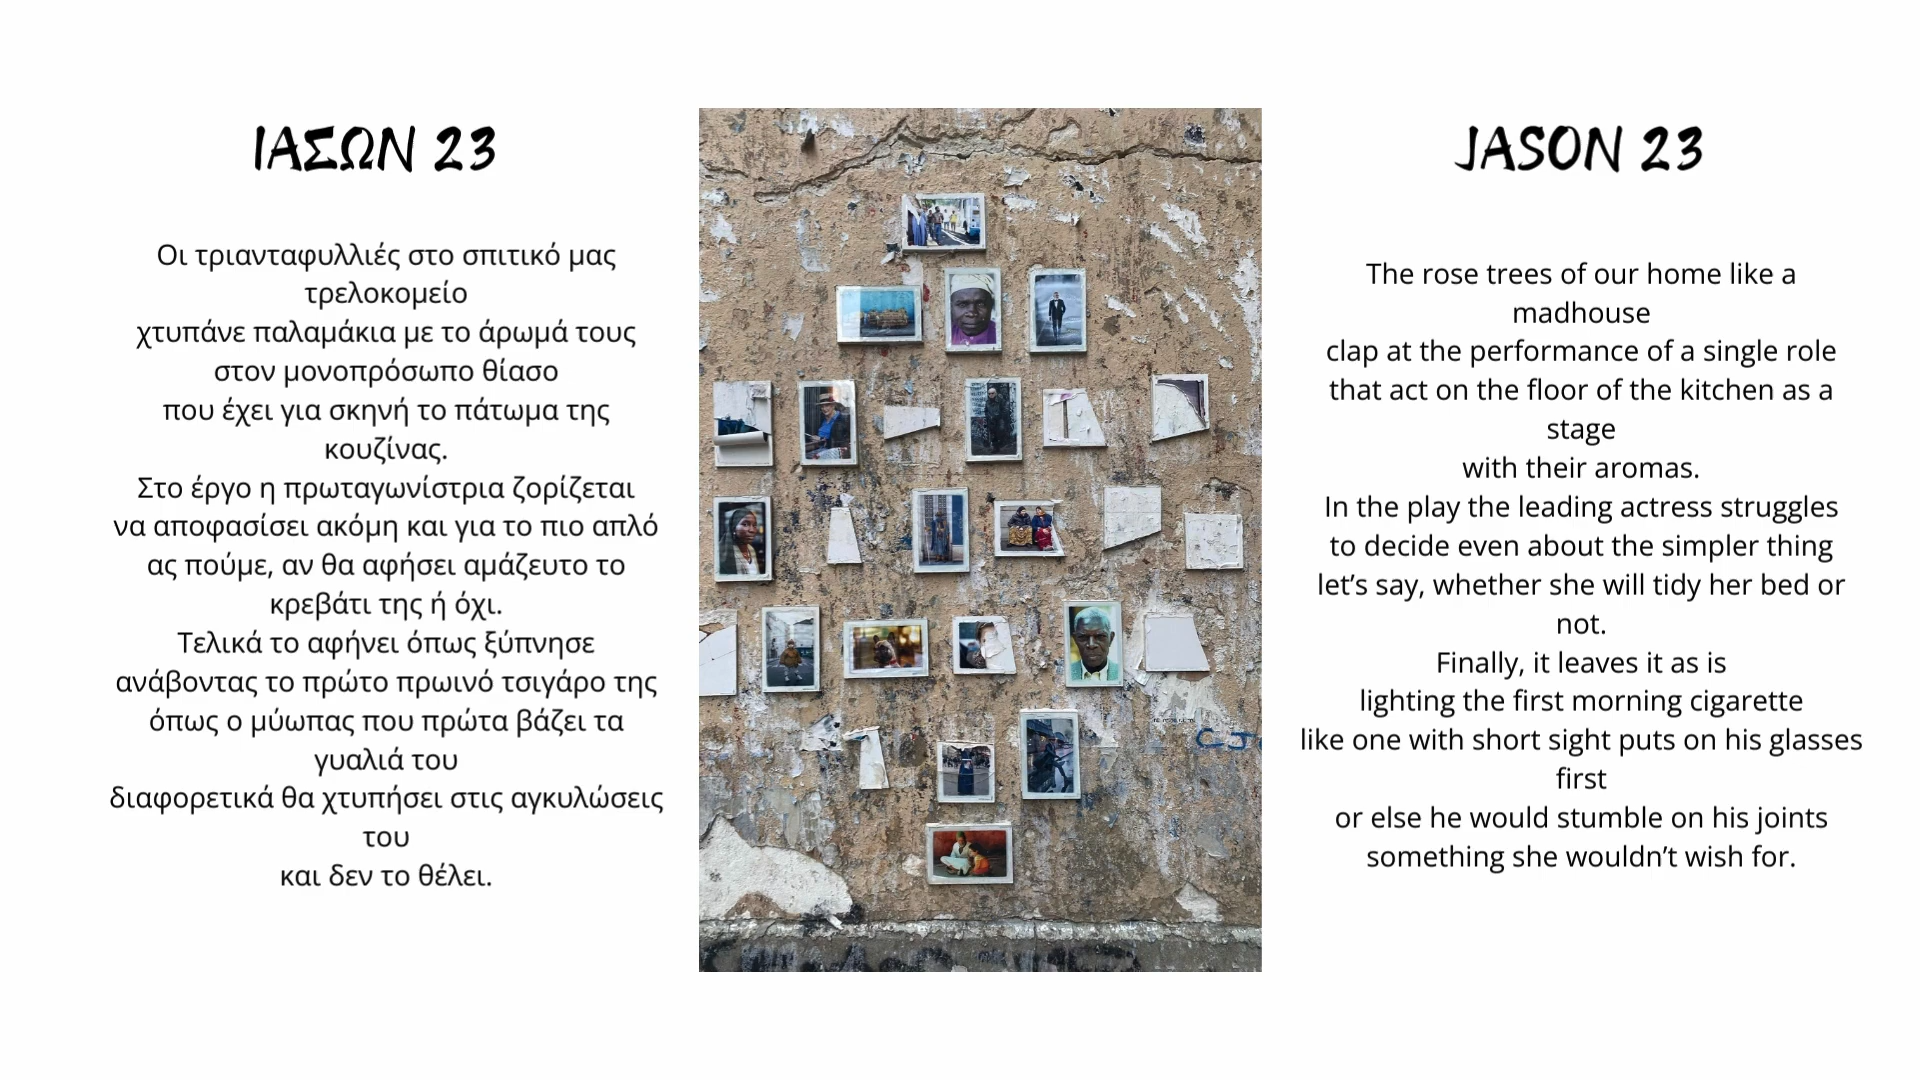 ΙΑΣΩΝ 23
Οι τριανταφυλλιές στο σπιτικό μας
τρελοκομείο
χτυπάνε παλαμάκια με το άρωμά τους
στον μονοπρόσωπο θίασο
που έχει για σκηνή το πάτωμα της
κουζίνας.
Στο έργο η πρωταγωνίστρια ζορίζεται
να αποφασίσει ακόμη και για το πιο απλό
ας πούμε, αν θα αφήσει αμάζευτο το
κρεβάτι της ή όχι.
Τελικά το αφήνει όπως ξύπνησε
ανάβοντας το πρώτο πρωινό τσιγάρο της
όπως ο μύωπας που πρώτα βάζει τα
γυαλιά του
διαφορετικά θα χτυπήσει στις αγκυλώσεις
του
και δεν το θέλει.
CJ
JASON 23
The rose trees of our home like a
madhouse
clap at the performance of a single role
that act on the floor of the kitchen as a
stage
with their aromas.
In the play the leading actress struggles
to decide even about the simpler thing
let’s say, whether she will tidy her bed or
not.
Finally, it leaves it as is
lighting the first morning cigarette
like one with short sight puts on his glasses
first
or else he would stumble on his joints
something she wouldn’t wish for.